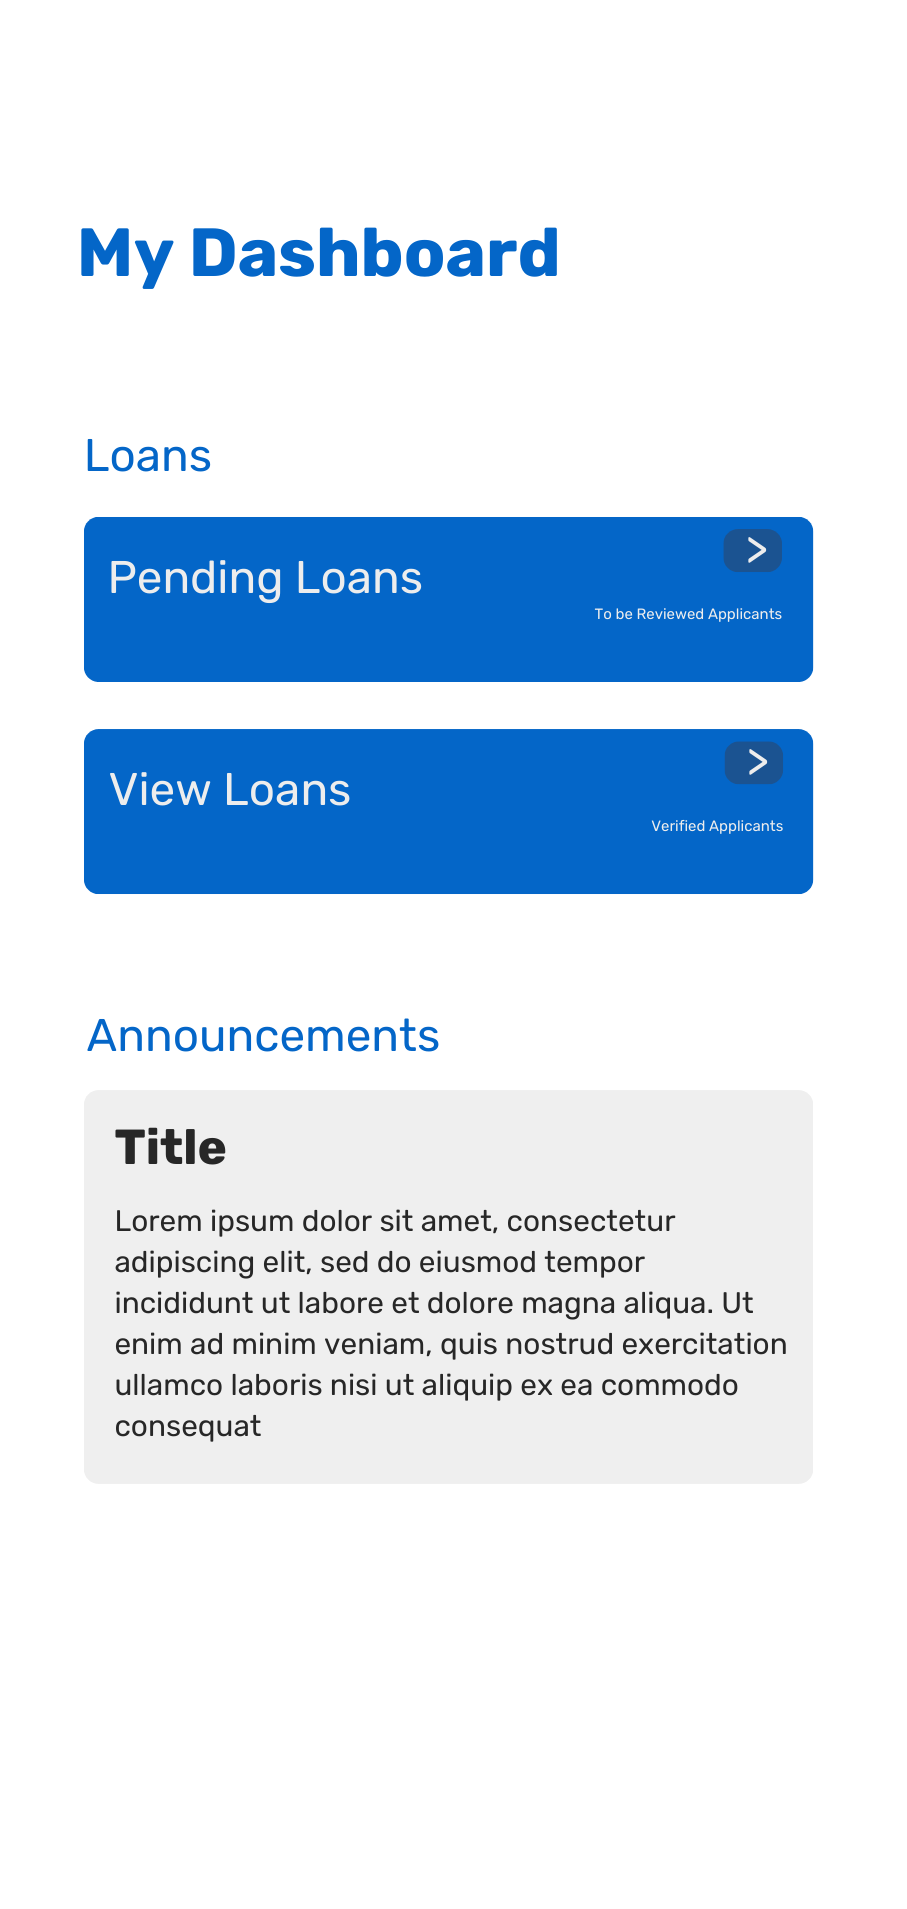 My Dashboard
Loans
Pending Loans
To be Reviewed Applicants
View Loans
Verified Applicants
Announcements
Title
Lorem ipsum dolor sit amet, consectetur
adipiscing elit, sed do eiusmod tempor
incididunt ut labore et dolore magna aliqua. Ut
enim ad minim veniam, quis nostrud exercitation
ullamco laboris nisi ut aliquip ex ea commodo
consequat